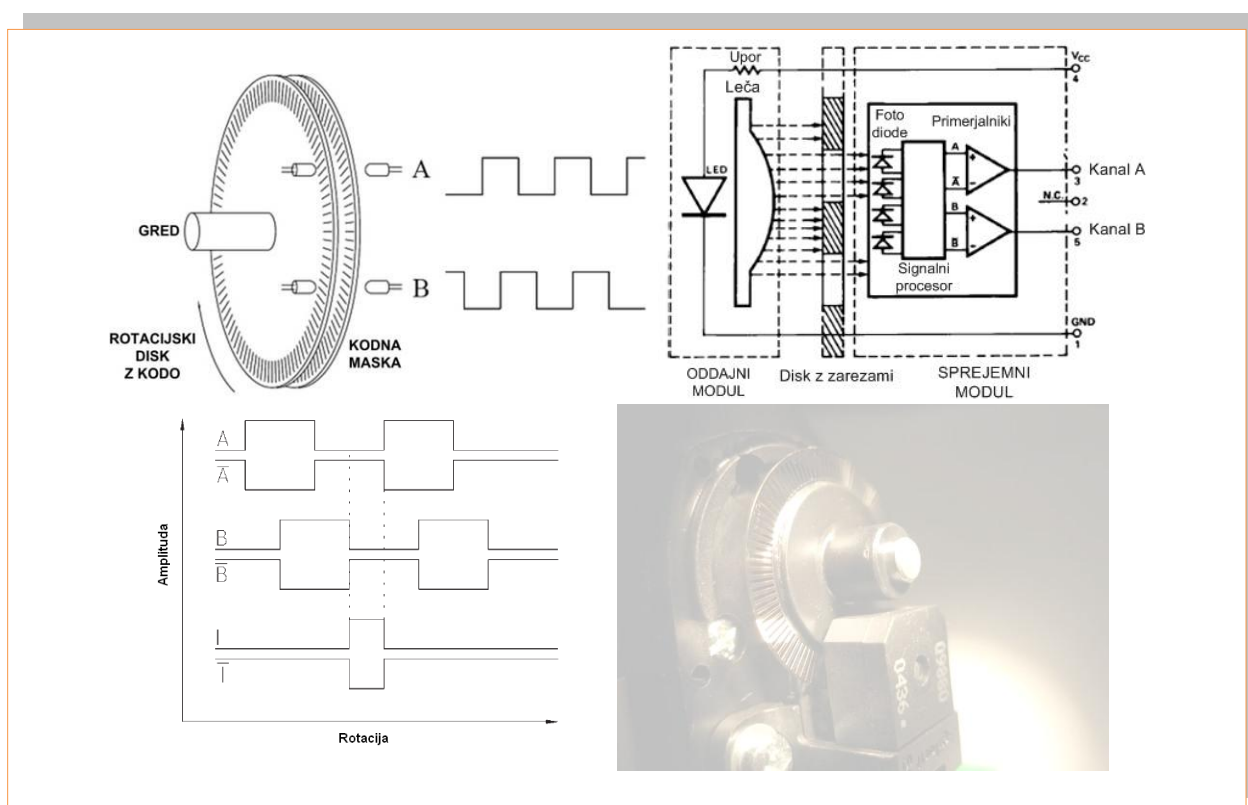 A
GRED
B
ROTACIJSKI
DISK
Z KODO
KODNA
MASKA
Upor
Leča
LED
Foto
diode
Primerjalniki
A
A̅
B
B̅
Signalni
procesor
VCC
4
Kanal A
3
N.C.
2
Kanal B
5
GND
1
ODDAJNI
MODUL
Disk z zarezami
SPREJEMNI
MODUL
Amplituda
A
A̅
B
B̅
I
I̅
Rotacija
0980
0436